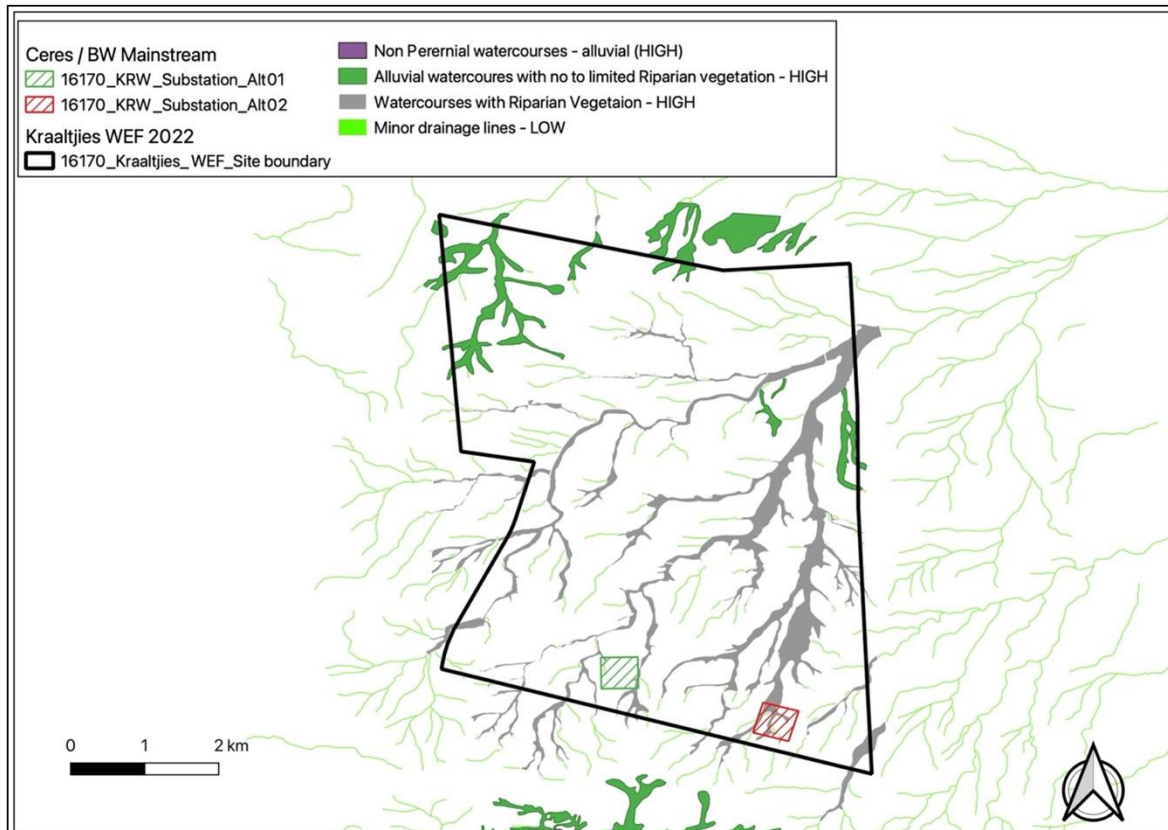 Ceres / BW Mainstream
16170_KRW_Substation_Alt01
16170_KRW_Substation_Alt02
Kraaltjies WEF 2022
16170_Kraaltjies_WEF_Site boundary
Non Perernial watercourses - alluvial (HIGH)
Alluvial watercoures with no to limited Riparian vegetation - HIGH
Watercourses with Riparian Vegetaion - HIGH
Minor drainage lines - LOW
0 1 2 km